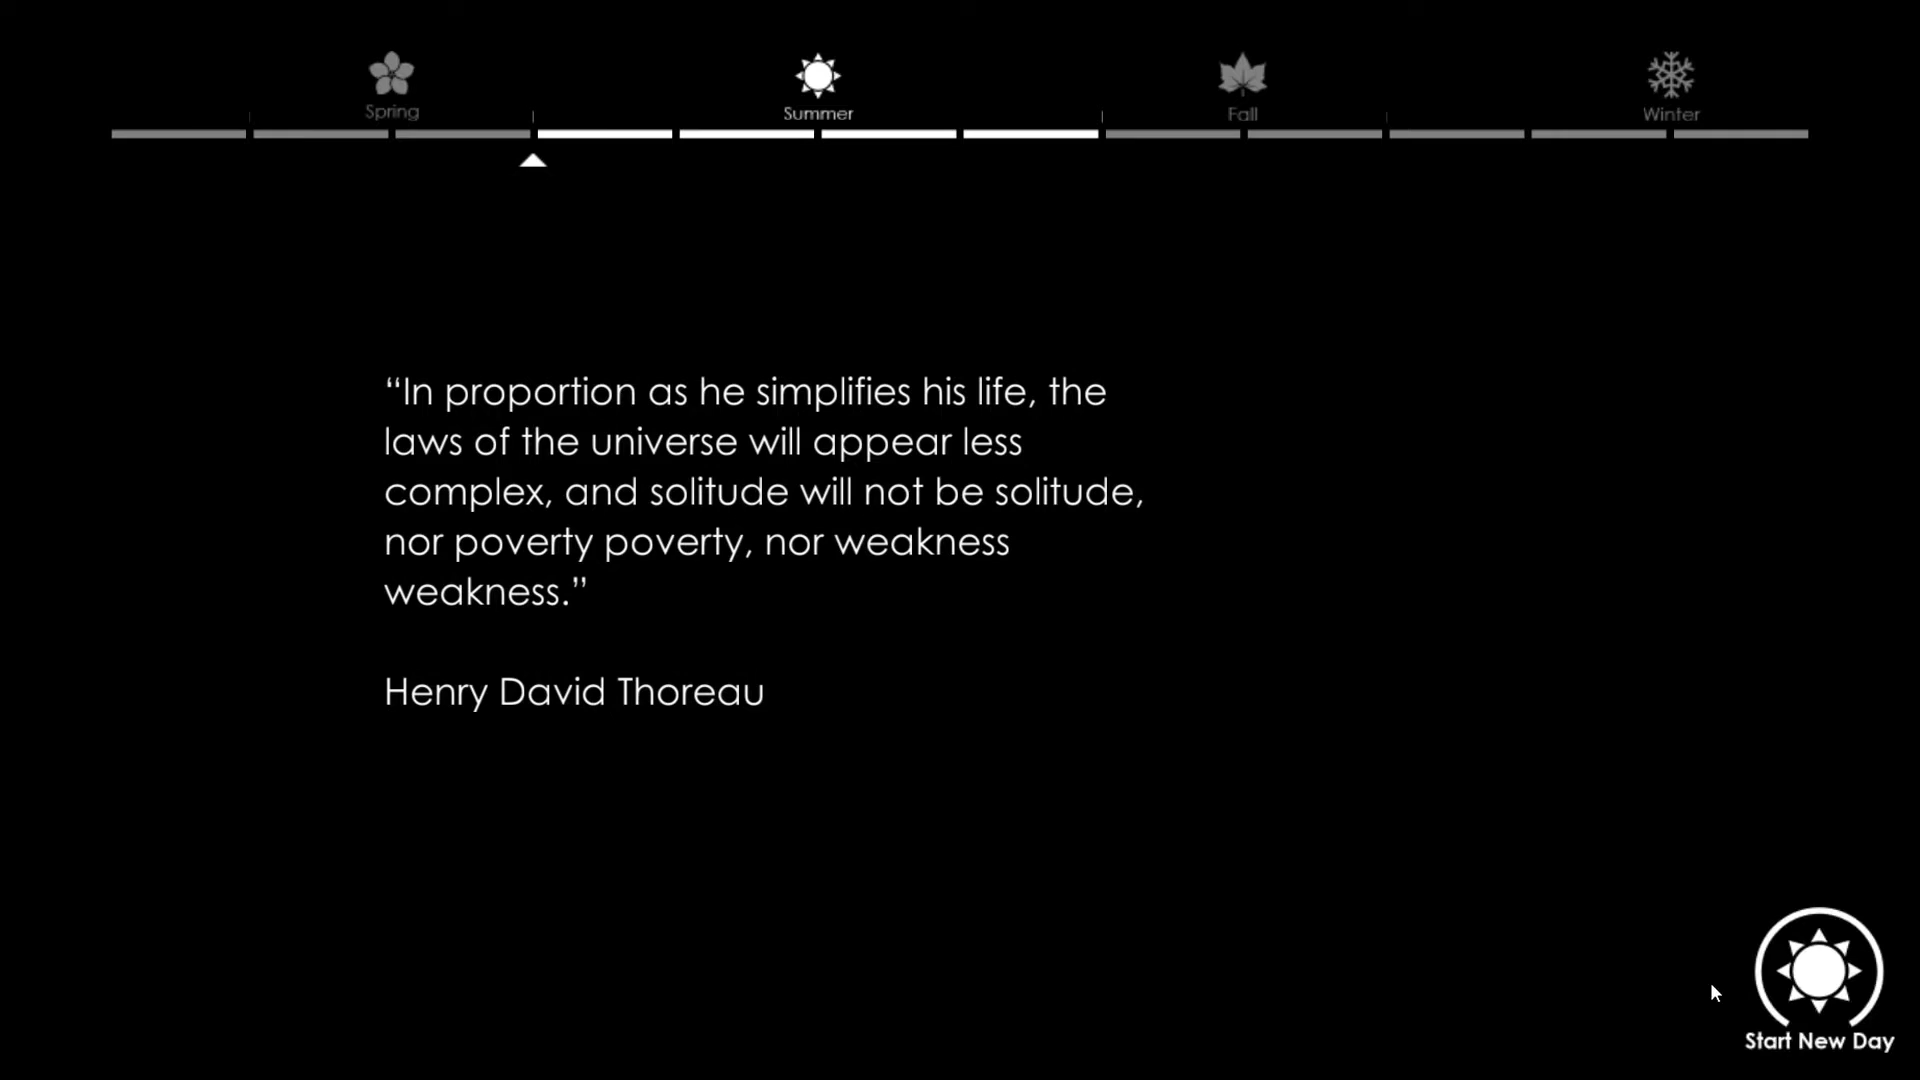 Spring
Summer
Fall
Winter
“In proportion as he simplifies his life, the
laws of the universe will appear less
complex, and solitude will not be solitude,
nor poverty poverty, nor weakness
weakness.”
Henry David Thoreau
Start New Day